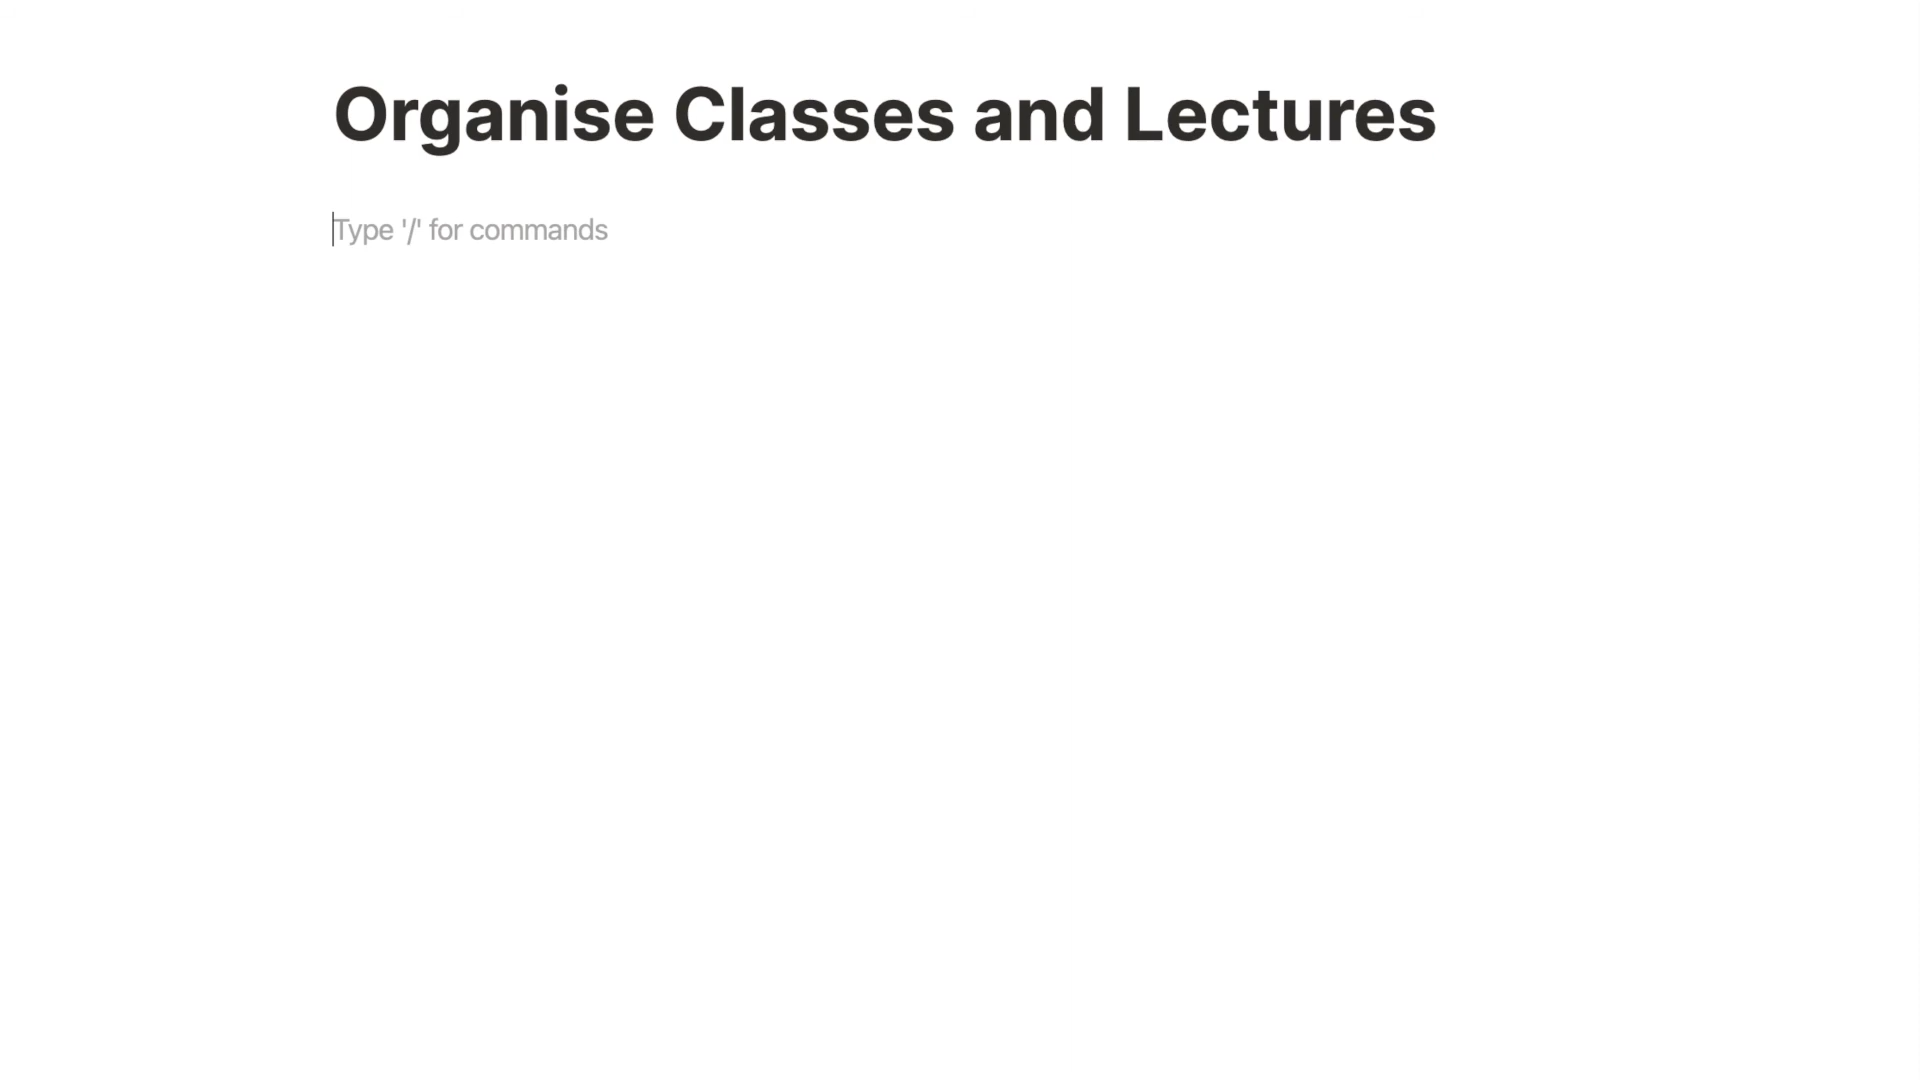 Organise Classes and Lectures
Type '/' for commands